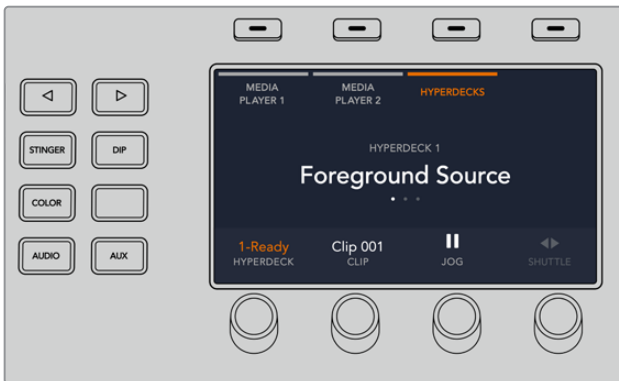 MEDIA
PLAYER 1
MEDIA
PLAYER 2
HYPERDECKS
STINGER
DIP
HYPERDECK 1
Foreground Source
COLOR
1-Ready
HYPERDECK
Clip 001
CLIP
JOG
SHUTTLE
AUDIO
AUX